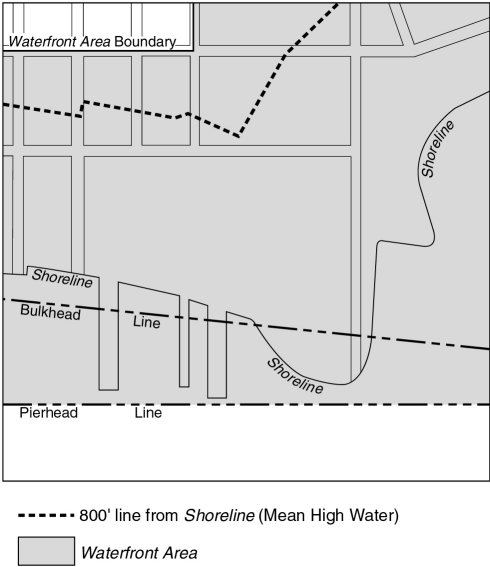 Waterfront Area Boundary
Shoreline
Shoreline
Bulkhead
Line
Shoreline
Pierhead
Line
800' line from Shoreline (Mean High Water)
Waterfront Area